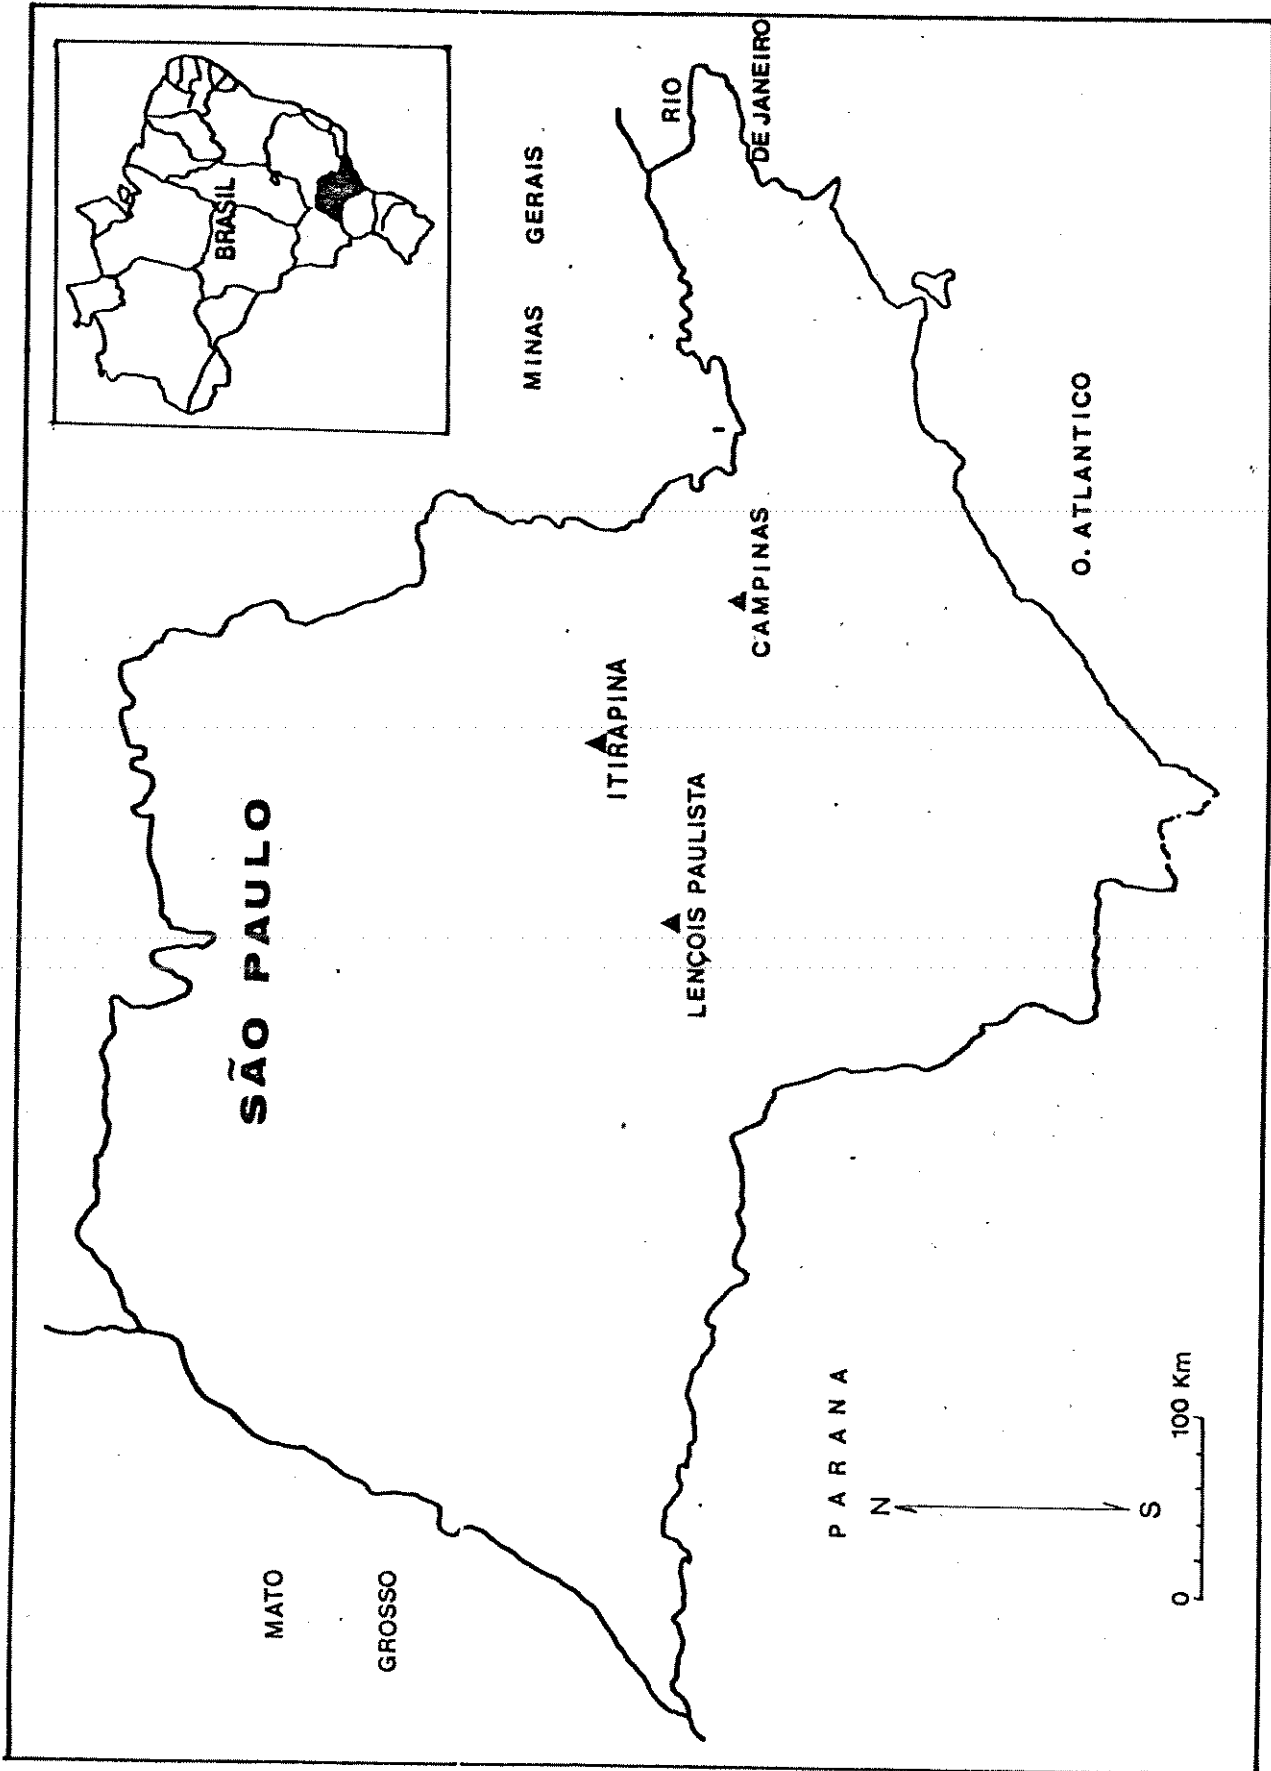 BRASIL
MINAS GERAIS
RIO
DE JANEIRO
SÃO PAULO
MATO
GROSSO
ITIRAPINA
LENÇOIS PAULISTA
CAMPINAS
O. ATLANTICO
PARANA
N
S
0 100 Km